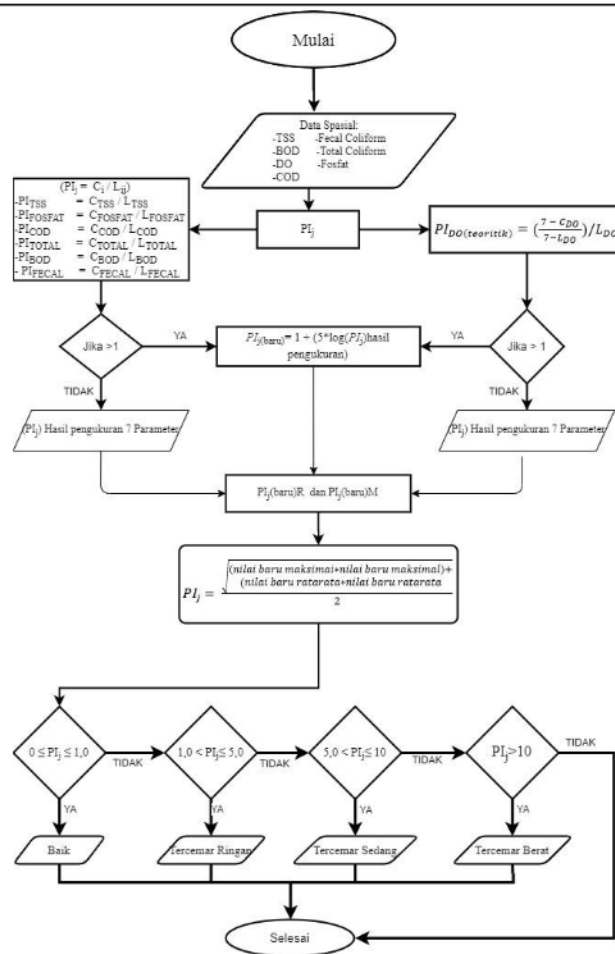 Mulai
Data Spasial:
-TSS -Fecal Coliform
-BOD -Total Coliform
-DO -Fosfat
-COD
(PIj = Ci / Lij)
-PITSS = CTSS / LTSS
-PIFOSFAT = CFOSFAT / LFOSFAT
-PICOD = CCOD / LCOD
-PITOTAL = CTOTAL / LTOTAL
-PIBOD = CBOD / LBOD
- PIFECAL = CFECAL / LFECAL
PIj
PIDO(teoritik) = (7 − CDO / 7−LDO)/LDO
Jika >1
YA
PIj(baru)= 1 + (5*log(PIj)hasil
pengukuran)
YA
Jika > 1
TIDAK
TIDAK
(PIj) Hasil pengukuran 7 Parameter
(PIj) Hasil pengukuran 7 Parameter
PIj(baru)R dan PIj(baru)M
PIj = √(nilai baru maksimal*nilai baru maksimal)+
(nilai baru ratarata*nilai baru ratarata
2
0 ≤ PIj ≤ 1,0
TIDAK
1,0 < PIj≤ 5,0
TIDAK
5,0 < PIj≤ 10
TIDAK
PIj>10
TIDAK
YA
YA
YA
YA
Baik
Tercemar Ringan
Tercemar Sedang
Tercemar Berat
Selesai